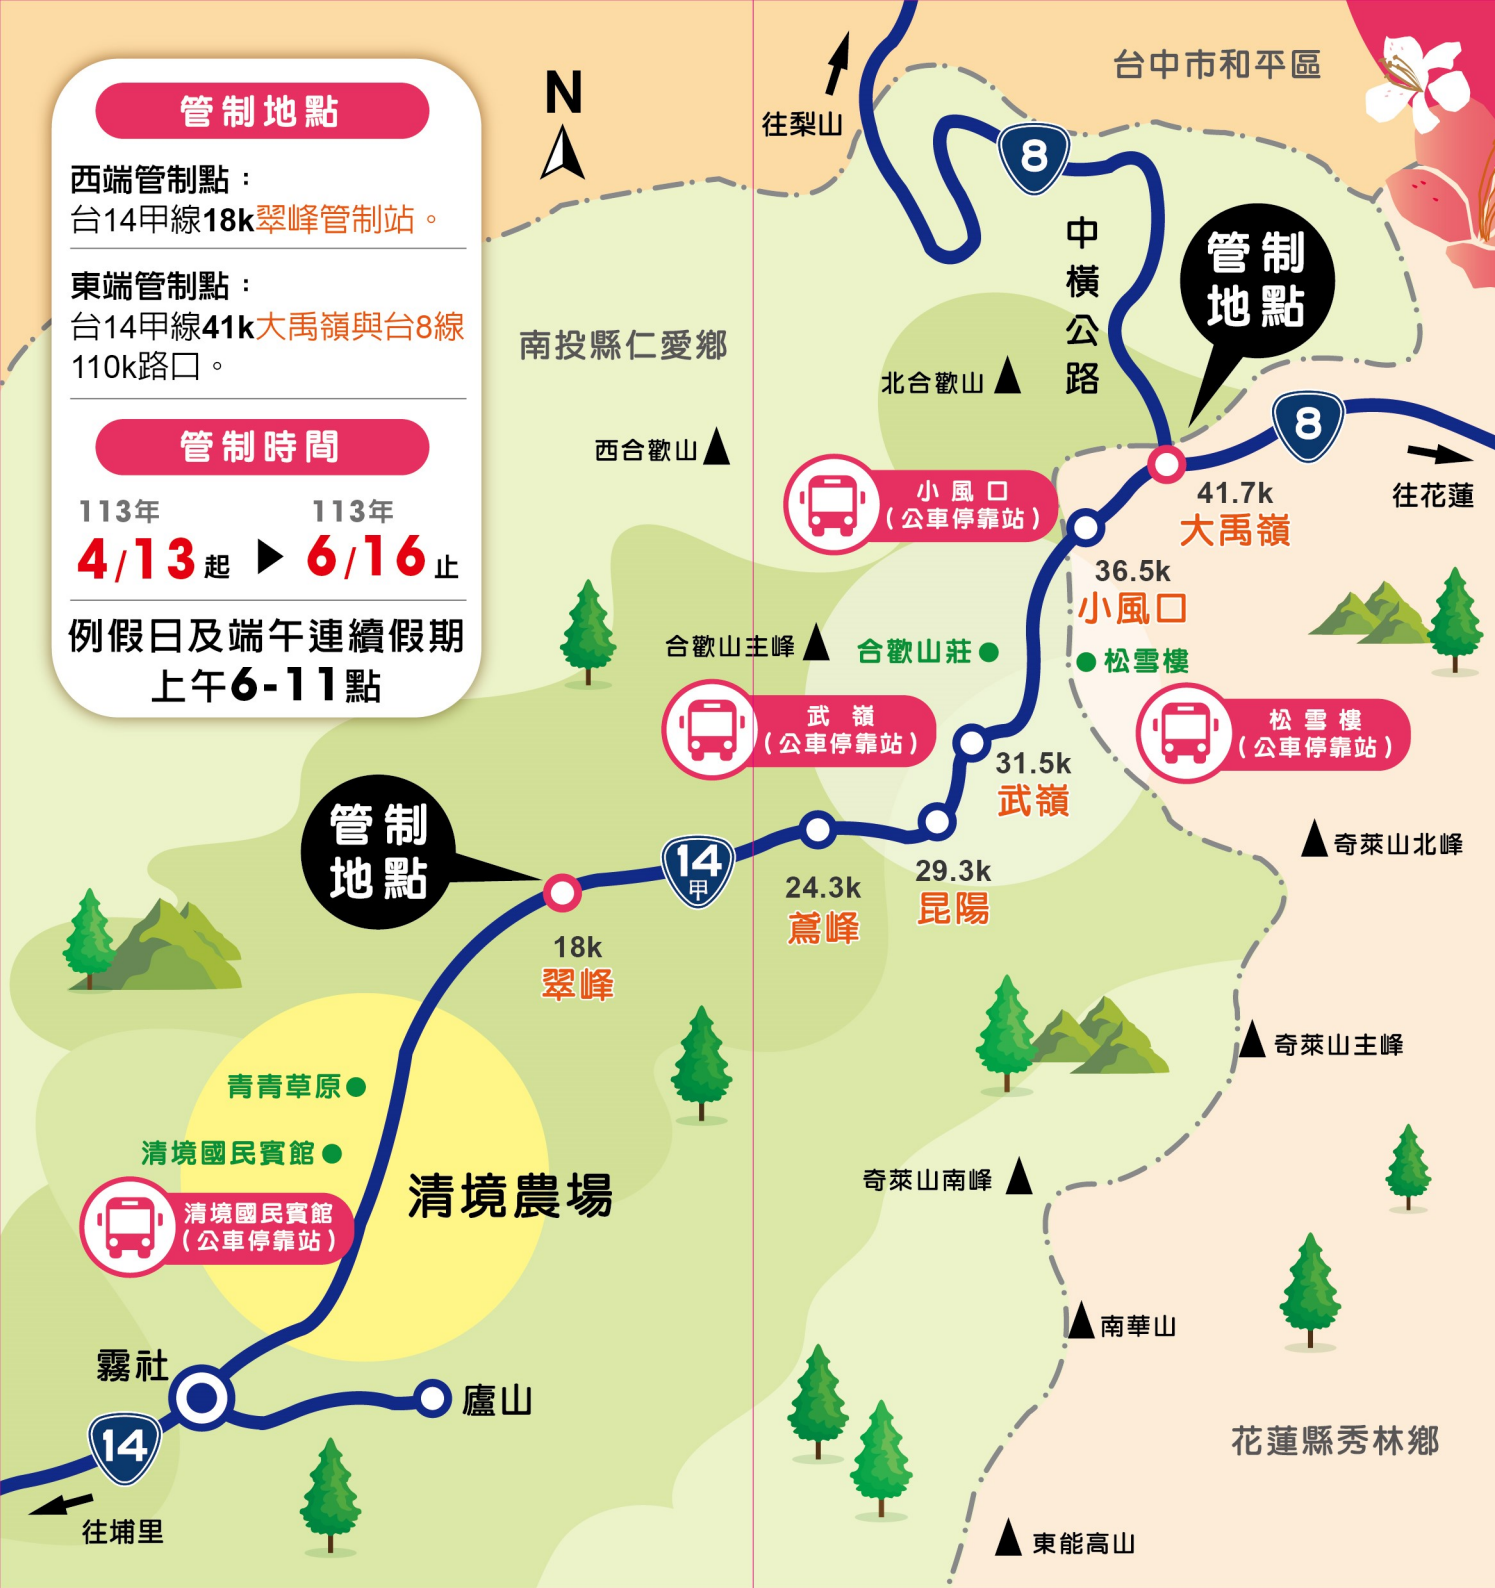 管制地點
西端管制點：
台14甲線18k翠峰管制站。
東端管制點：
台14甲線41k大禹嶺與台8線
110k路口。
管制時間
113年
113年
4/13起 ▶ 6/16止
例假日及端午連續假期
上午6-11點
N
往梨山
台中市和平區
8
中橫公路
管制
地點
南投縣仁愛鄉
北合歡山
西合歡山
8
往花蓮
小風口
(公車停靠站)
41.7k
大禹嶺
36.5k
小風口
合歡山主峰
合歡山莊
松雪樓
武嶺
(公車停靠站)
松雪樓
(公車停靠站)
31.5k
武嶺
管制
地點
14
甲
奇萊山北峰
29.3k
昆陽
24.3k
鳶峰
18k
翠峰
奇萊山主峰
青青草原
清境國民賓館
奇萊山南峰
清境農場
清境國民賓館
(公車停靠站)
南華山
霧社
廬山
14
花蓮縣秀林鄉
往埔里
東能高山